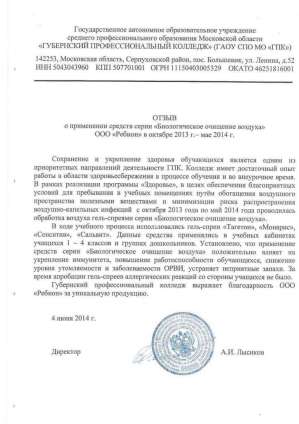 Государственное автономное образовательное учреждение
среднего профессионального образования Московской области
«ГУБЕРНСКИЙ ПРОФЕССИОНАЛЬНЫЙ КОЛЛЕДЖ» (ГАОУ СПО МО «ГПК»)
142253, Московская область, Серпуховский район, пос. Большевик, ул. Ленина, д.52
ИНН 5043043960 КПП 507701001 ОГРН ОКАТО 46251816001
ОТЗЫВ
о применении средств серии «Биологическое очищение воздуха»
ООО «Ребион» в октябре 2013 г.– мае 2014 г.
Сохранение и укрепление здоровья обучающихся является одним из
приоритетных направлений деятельности ГПК. Колледж имеет достаточный опыт
работы в области здоровьесбережения в процессе обучения и во внеурочное время.
В рамках реализации программы «Здоровье», в целях обеспечения благоприятных
условий для пребывания в учебных помещениях путём обогащения воздушного
пространства полезными веществами и минимизации риска распространения
воздушно-капельных инфекций с октября 2013 года по май 2014 года проводилась
обработка воздуха гель-спреями серии «Биологическое очищение воздуха».
В ходе учебного процесса использовались гель-спреи «Тагетон», «Монарис»,
«Сенситив», «Сальвит». Данные средства применялись в учебных кабинетах
учащихся 1 – 4 классов и группах дошкольников. Установлено, что применение
средств серии «Биологическое очищение воздуха» положительно влияет на
укрепление иммунитета, повышение работоспособности обучающихся, снижению
уровня утомляемости и заболеваемости ОРВИ, устраняет неприятные запахи. За
время апробации гель-спреев аллергических реакций со стороны учащихся не было.
Губернский профессиональный колледж выражает благодарность ООО
«Ребион» за уникальную продукцию.
4 июня 2014 г.
Директор А.И. Лысиков